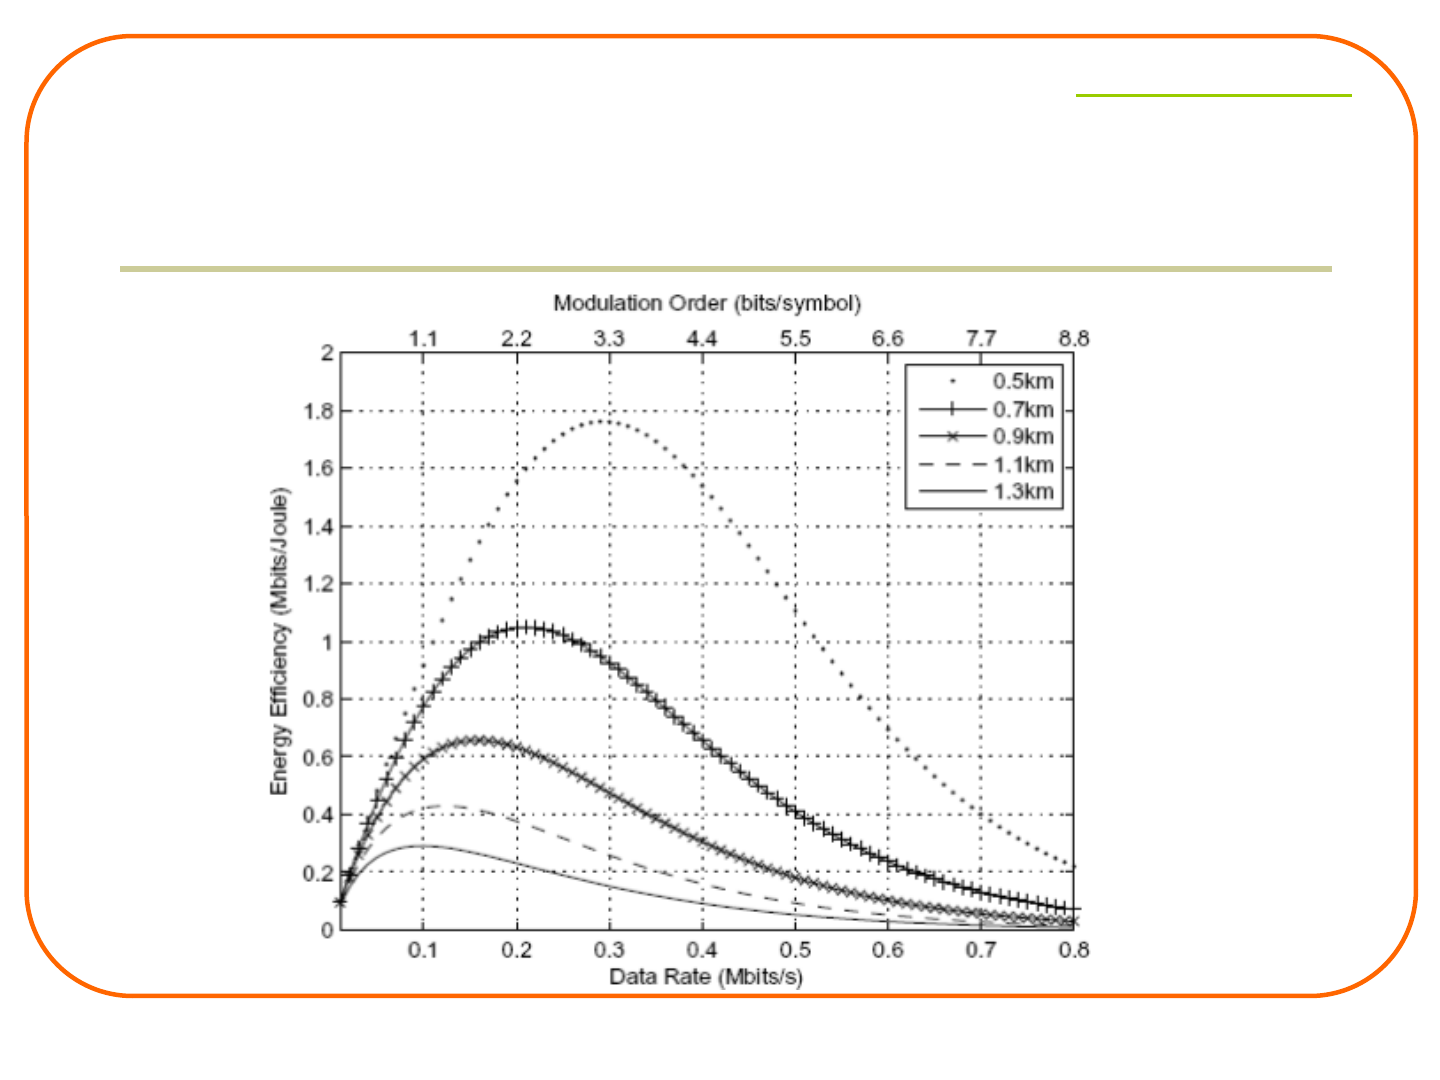 Modulation Order (bits/symbol)
1.1 2.2 3.3 4.4 5.5 6.6 7.7 8.8
2
1.8
1.6
1.4
1.2
1
0.8
0.6
0.4
0.2
0
Energy Efficiency (Mbits/Joule)
0.5km
0.7km
0.9km
1.1km
1.3km
0.1 0.2 0.3 0.4 0.5 0.6 0.7 0.8
Data Rate (Mbits/s)